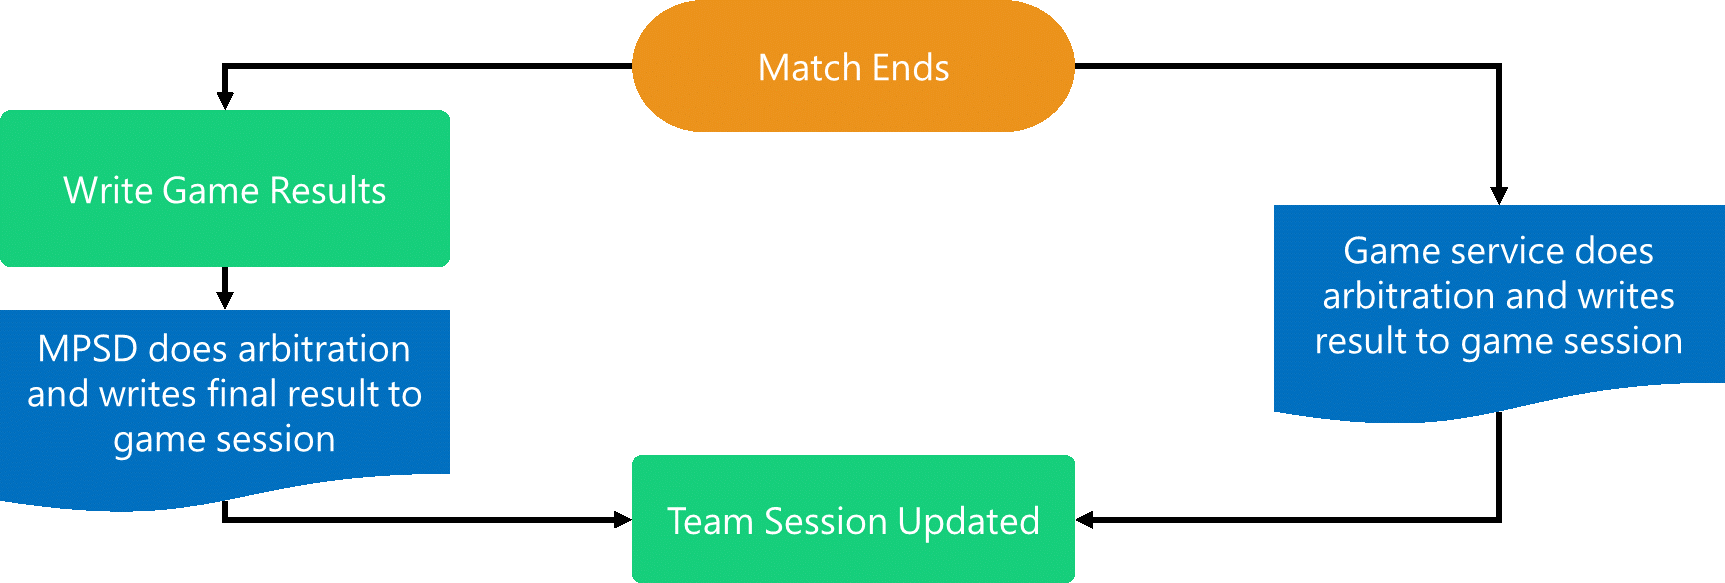 Match Ends
Write Game Results
MPSD does arbitration
and writes final result to
game session
Game service does
arbitration and writes
result to game session
Team Session Updated